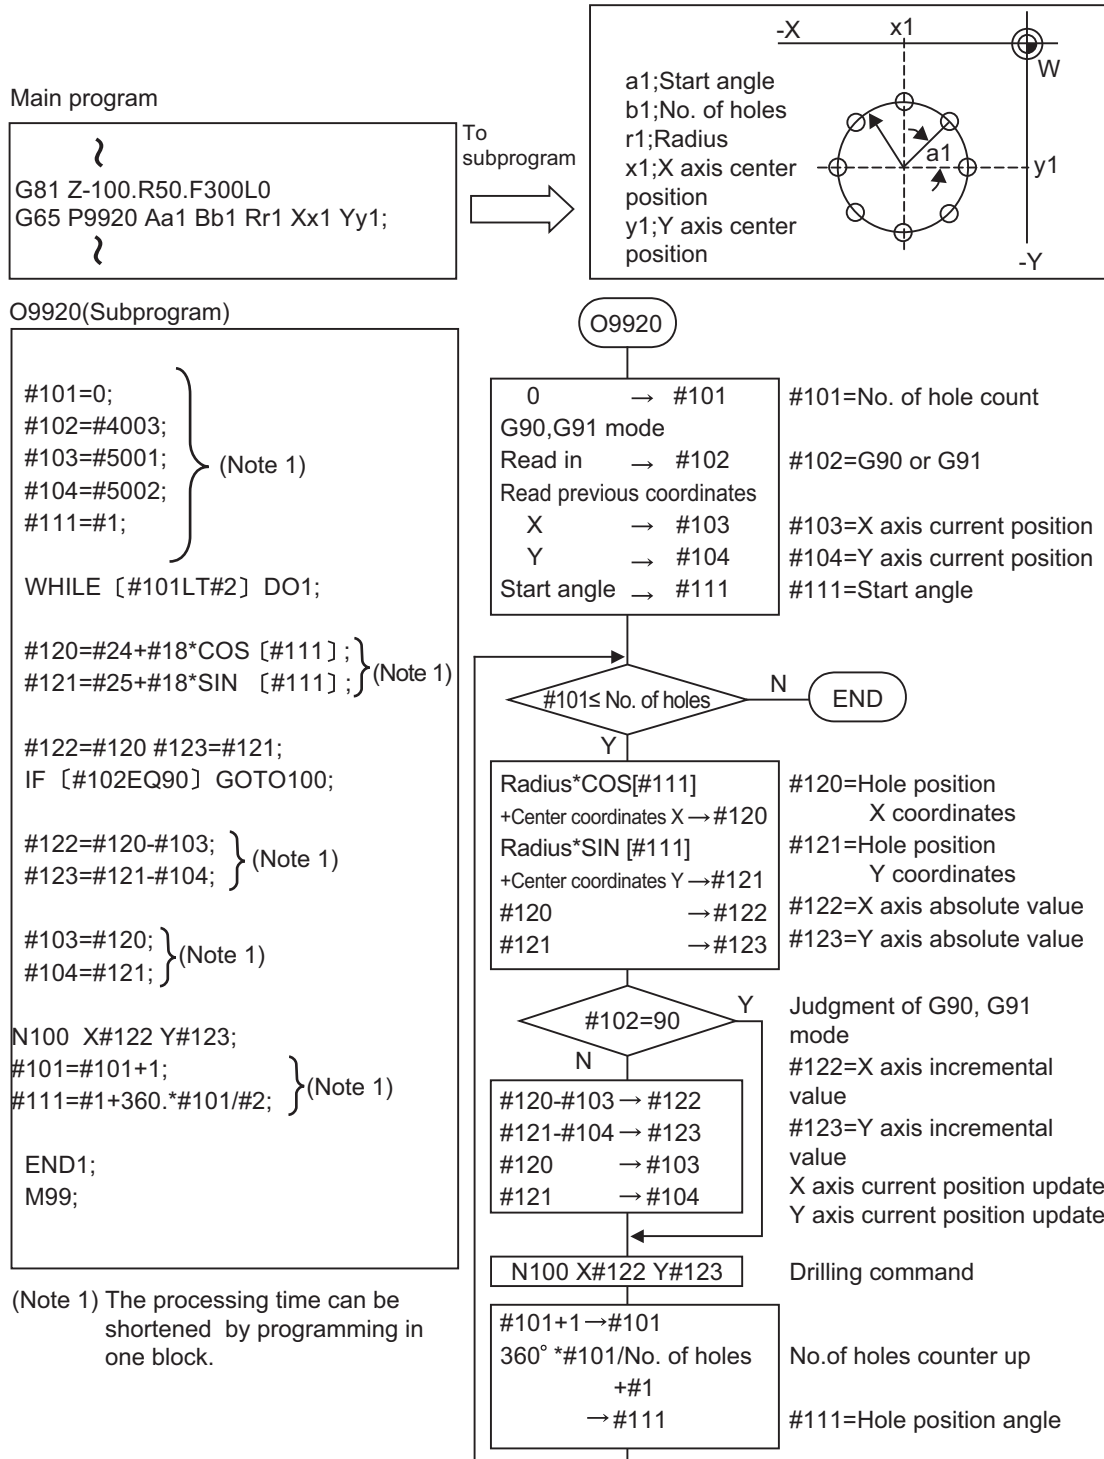 Main program
G81 Z-100.R50.F300L0
G65 P9920 Aa1 Bb1 Rr1 Xx1 Yy1;
To
subprogram
-X
x1
W
a1;Start angle
b1;No. of holes
r1;Radius
x1;X axis center
position
y1;Y axis center
position
a1
y1
-Y
O9920(Subprogram)
#101=0;
#102=#4003;
#103=#5001;
#104=#5002;
#111=#1;
(Note 1)
WHILE [#101LT#2] DO1;
#120=#24+#18*COS [#111] ;
#121=#25+#18*SIN [#111] ;
(Note 1)
#122=#120 #123=#121;
IF [#102EQ90] GOTO100;
#122=#120-#103;
#123=#121-#104;
(Note 1)
#103=#120;
#104=#121;
(Note 1)
N100 X#122 Y#123;
#101=#101+1;
#111=#1+360.*#101/#2;
(Note 1)
END1;
M99;
(Note 1) The processing time can be
shortened by programming in
one block.
O9920
0 → #101
G90,G91 mode
Read in → #102
Read previous coordinates
X → #103
Y → #104
Start angle → #111
#101=No. of hole count
#102=G90 or G91
#103=X axis current position
#104=Y axis current position
#111=Start angle
#101≤ No. of holes
N
END
Y
Radius*COS[#111]
+Center coordinates X→#120
Radius*SIN [#111]
+Center coordinates Y→#121
#120 →#122
#121 →#123
#120=Hole position
X coordinates
#121=Hole position
Y coordinates
#122=X axis absolute value
#123=Y axis absolute value
#102=90
Y
N
Judgment of G90, G91
mode
#120-#103→#122
#121-#104→#123
#120 →#103
#121 →#104
#122=X axis incremental
value
#123=Y axis incremental
value
X axis current position update
Y axis current position update
N100 X#122 Y#123
Drilling command
#101+1→#101
360° *#101/No. of holes
+#1
→#111
No.of holes counter up
#111=Hole position angle